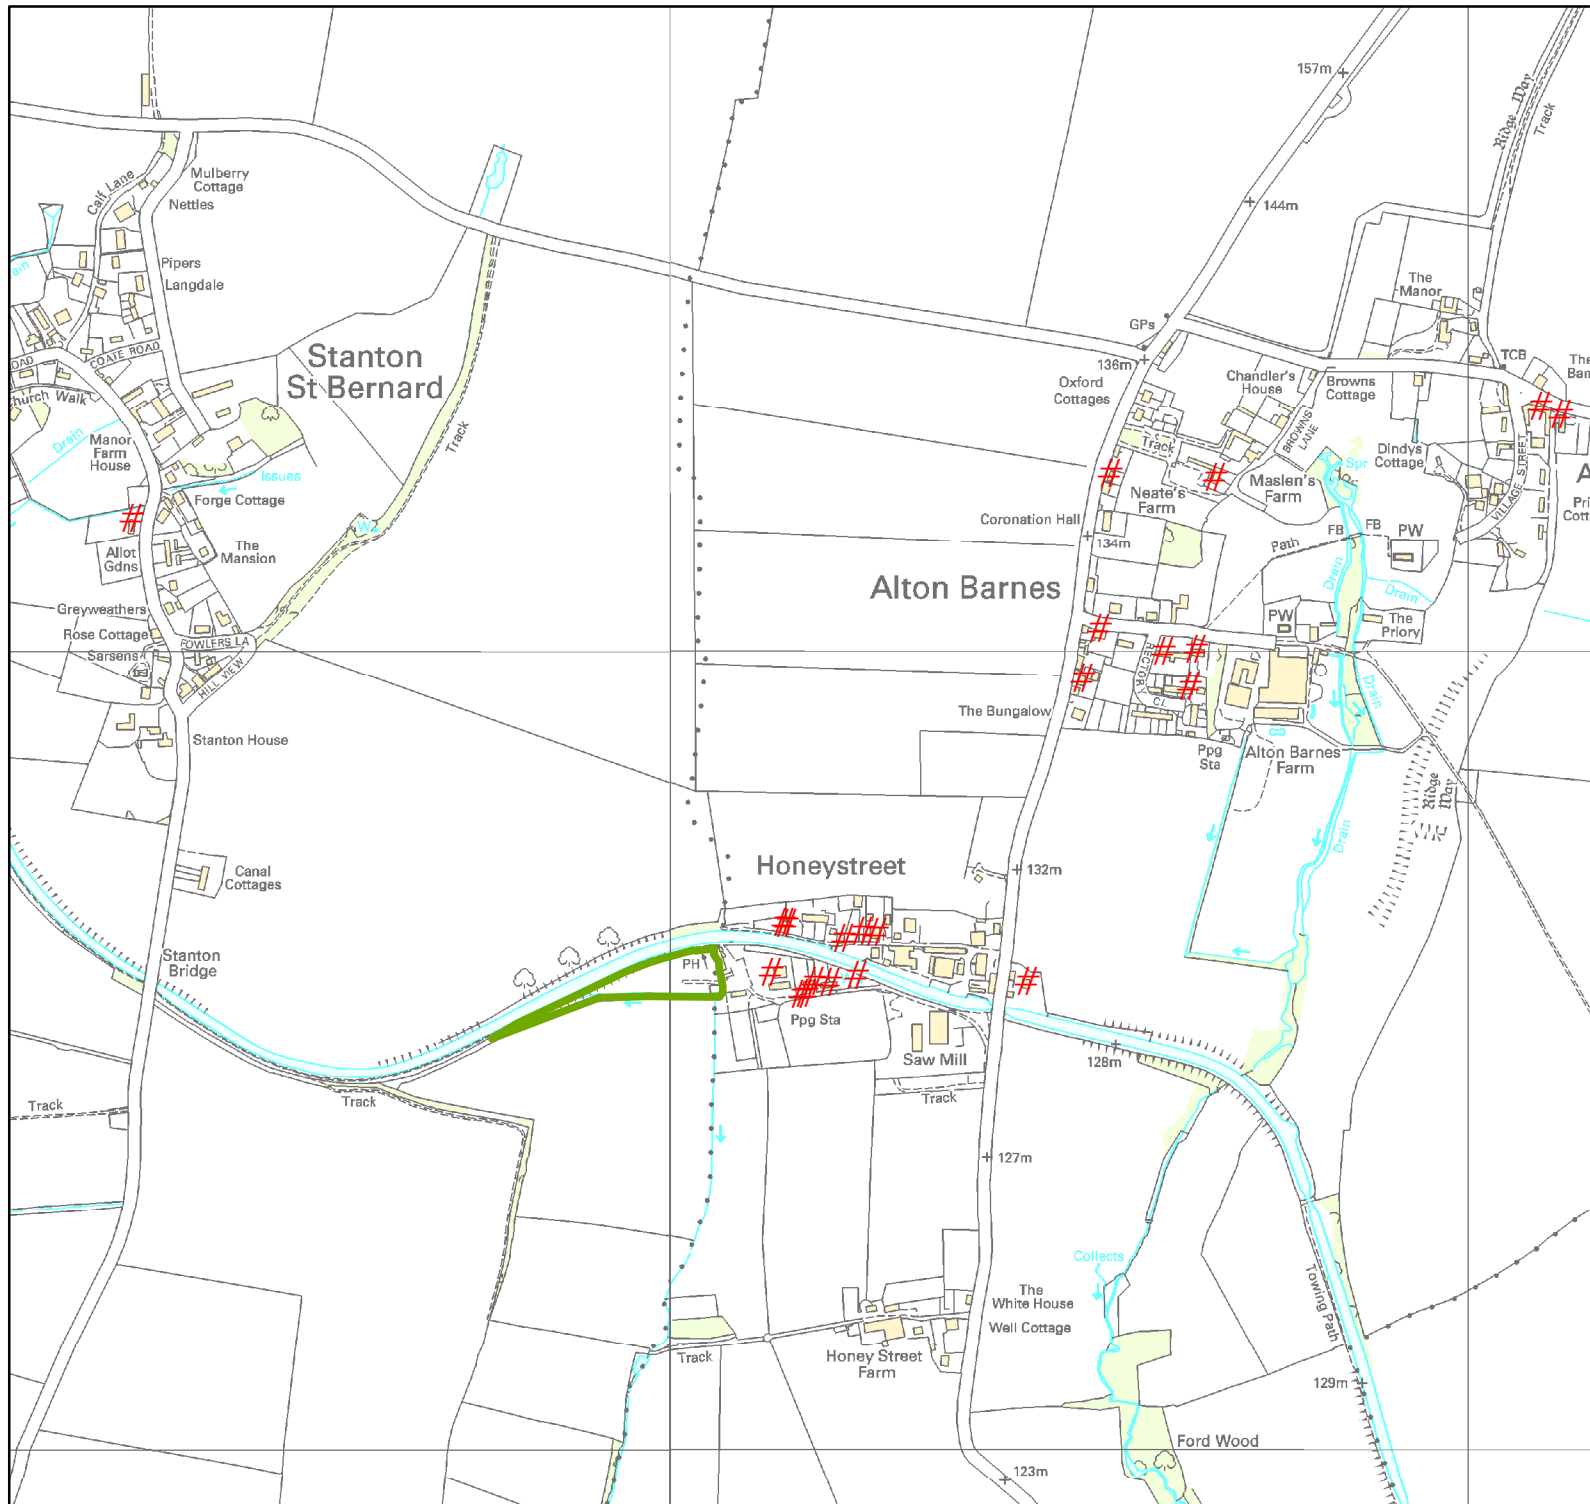 157m
Ridge Way
Track
Calf Lane
Mulberry
Cottage
Nettles
144m
Pipers
Langdale
The
Manor
GPs
136m
TCB
COATE ROAD
Stanton
St Bernard
Oxford
Cottages
Chandler's
House
Browns
Cottage
Walk
BROWNS
LANE
Track
Drain
Manor
Farm
House
Track
Issues
Forge Cottage
Neate's
Farm
Maslen's
Farm
Spr
Dindys
Cottage
VILLAGE STREET
Coronation Hall
134m
W
Allot
Gdns
The
Mansion
Path
FB
FB
PW
Alton Barnes
Drain
Drain
Greyweathers
Rose Cottage
Sarsens
FOWLERS LA
HILL VIEW
PW
The
Priory
RECTORY
CL
Drain
The Bungalow
Stanton House
Ppg
Sta
Alton Barnes
Farm
Ridge
Way
Drain
Honeystreet
132m
Canal
Cottages
Stanton
Bridge
PH
Ppg Sta
Saw Mill
128m
Track
Track
Track
127m
Collects
Towing Path
The
White House
Well Cottage
Track
Honey Street
Farm
129m
Ford Wood
123m